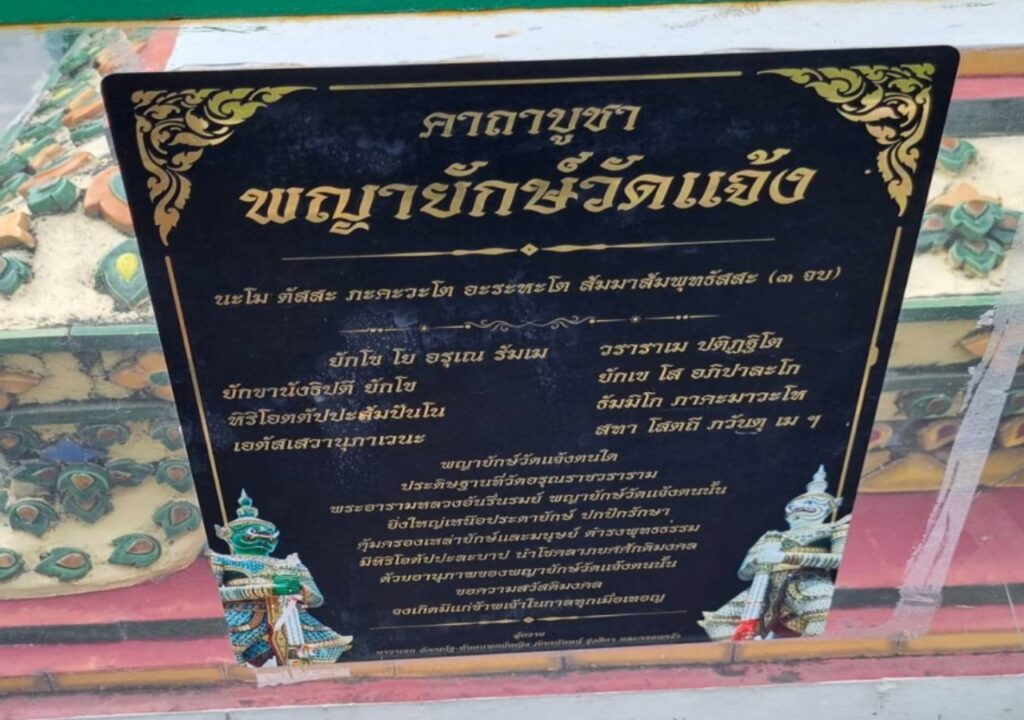 คาถาบูชา
พญายักษ์วัดแจ้ง
นะโม ตัสสะ ภะคะวะโต อะระหะโต สัมมาสัมพุทธัสสะ (๓ จบ)
ยักโข โย อรุเณ รัมเม วราราเม ปติฏฐิโต
ยักขานังธิปตี ยักโข ยักเข โส อภิปาละโก
หิริโอตตัปปะสัมปันโน ธัมมิโก ภาคะมาวะโห
เอตัสเสวานุภาเวนะ สทา โสตถี ภวันตุ เม ฯ
พญายักษ์วัดแจ้งตนใด
ประดิษฐานที่วัดอรุณราชวราราม
พระอารามหลวงอันรื่นรมย์ พญายักษ์วัดแจ้งตนนั้น
ยิ่งใหญ่เหนือประดายักษ์ ปกปักรักษา
คุ้มครองเหล่ายักษ์และมนุษย์ ดำรงพุทธธรรม
มีหิริโอตัปปะละบาป นำโชคลาภยศศักดิ์มงคล
ด้วยอานุภาพของพญายักษ์วัดแจ้งตนนั้น
ขอความสวัสดิมงคล
จงเกิดมีแก่ข้าพเจ้าในกาลทุกเมื่อเทอญ
ผู้ถวาย
และครอบครัว